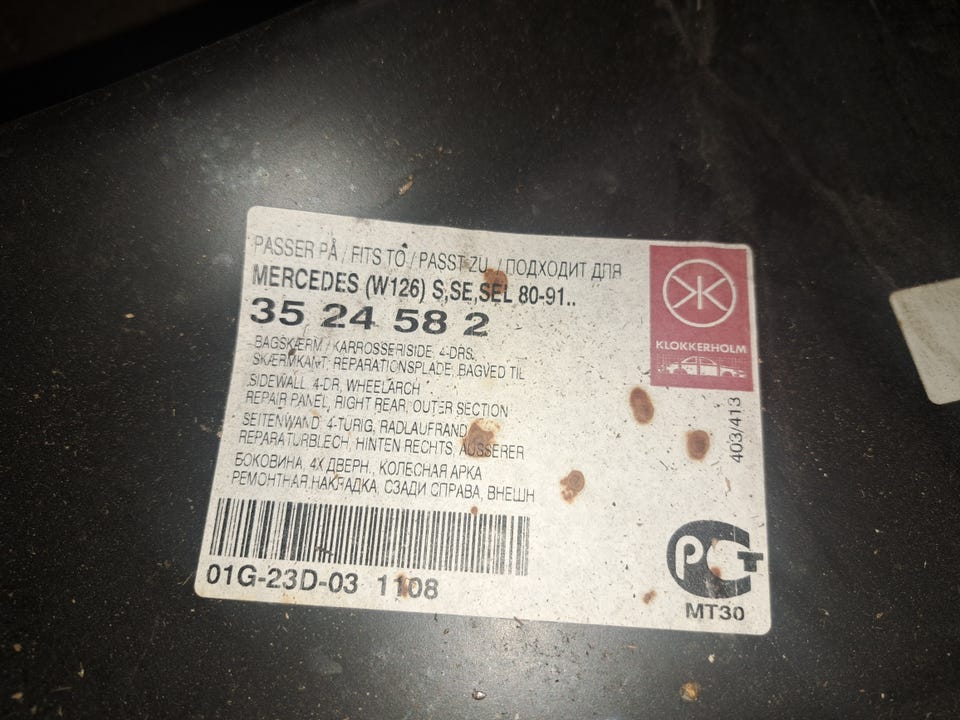 PASSER PÅ / FITS TO / PASST ZU / ПОДХОДИТ ДЛЯ
MERCEDES (W126) S,SE,SEL 80-91..
35 24 58 2
BAGSKÆRM / KARROSSERISIDE, 4-DRS.
SKÆRMKANT, REPARATIONSPLADE, BAGVED TIL
SIDEWALL, 4-DR, WHEELARCH
REPAIR PANEL, RIGHT REAR, OUTER SECTION
SEITENWAND, 4-TÜRIG, RADLAUFRAND
REPARATURBLECH, HINTEN RECHTS, ÄUSSERER
БОКОВИНА, 4Х ДВЕРН., КОЛЕСНАЯ АРКА
РЕМОНТНАЯ НАКЛАДКА, СЗАДИ СПРАВА, ВНЕШН
01G-23D-03 1108
KLOKKERHOLM
403/413
РСТ
MT30